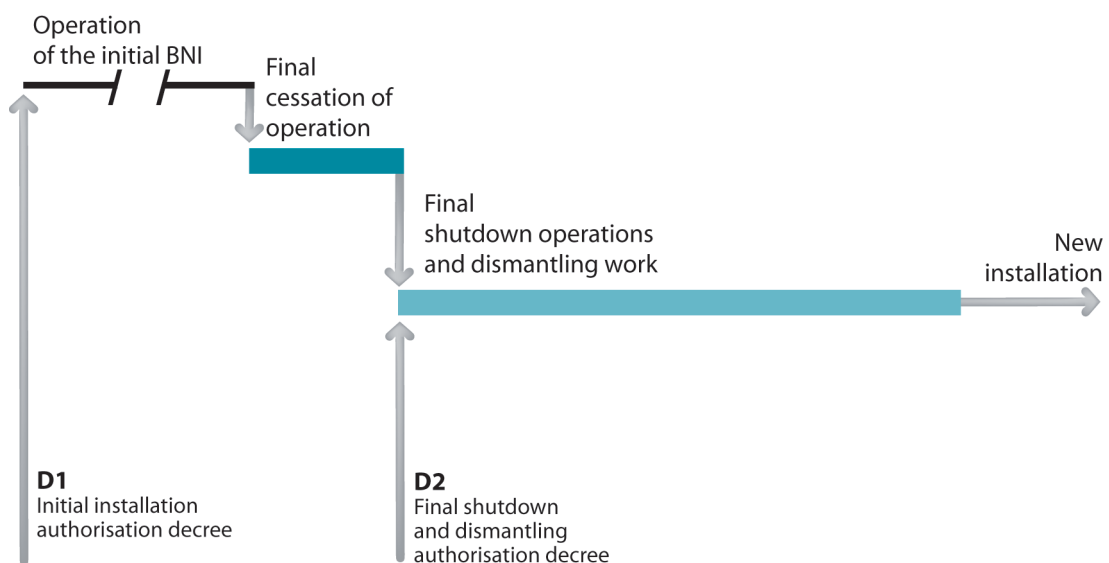 Operation
of the initial BNI
Final
cessation of
operation
Final
shutdown operations
and dismantling work
New
installation
D1
Initial installation
authorisation decree
D2
Final shutdown
and dismantling
authorisation decree